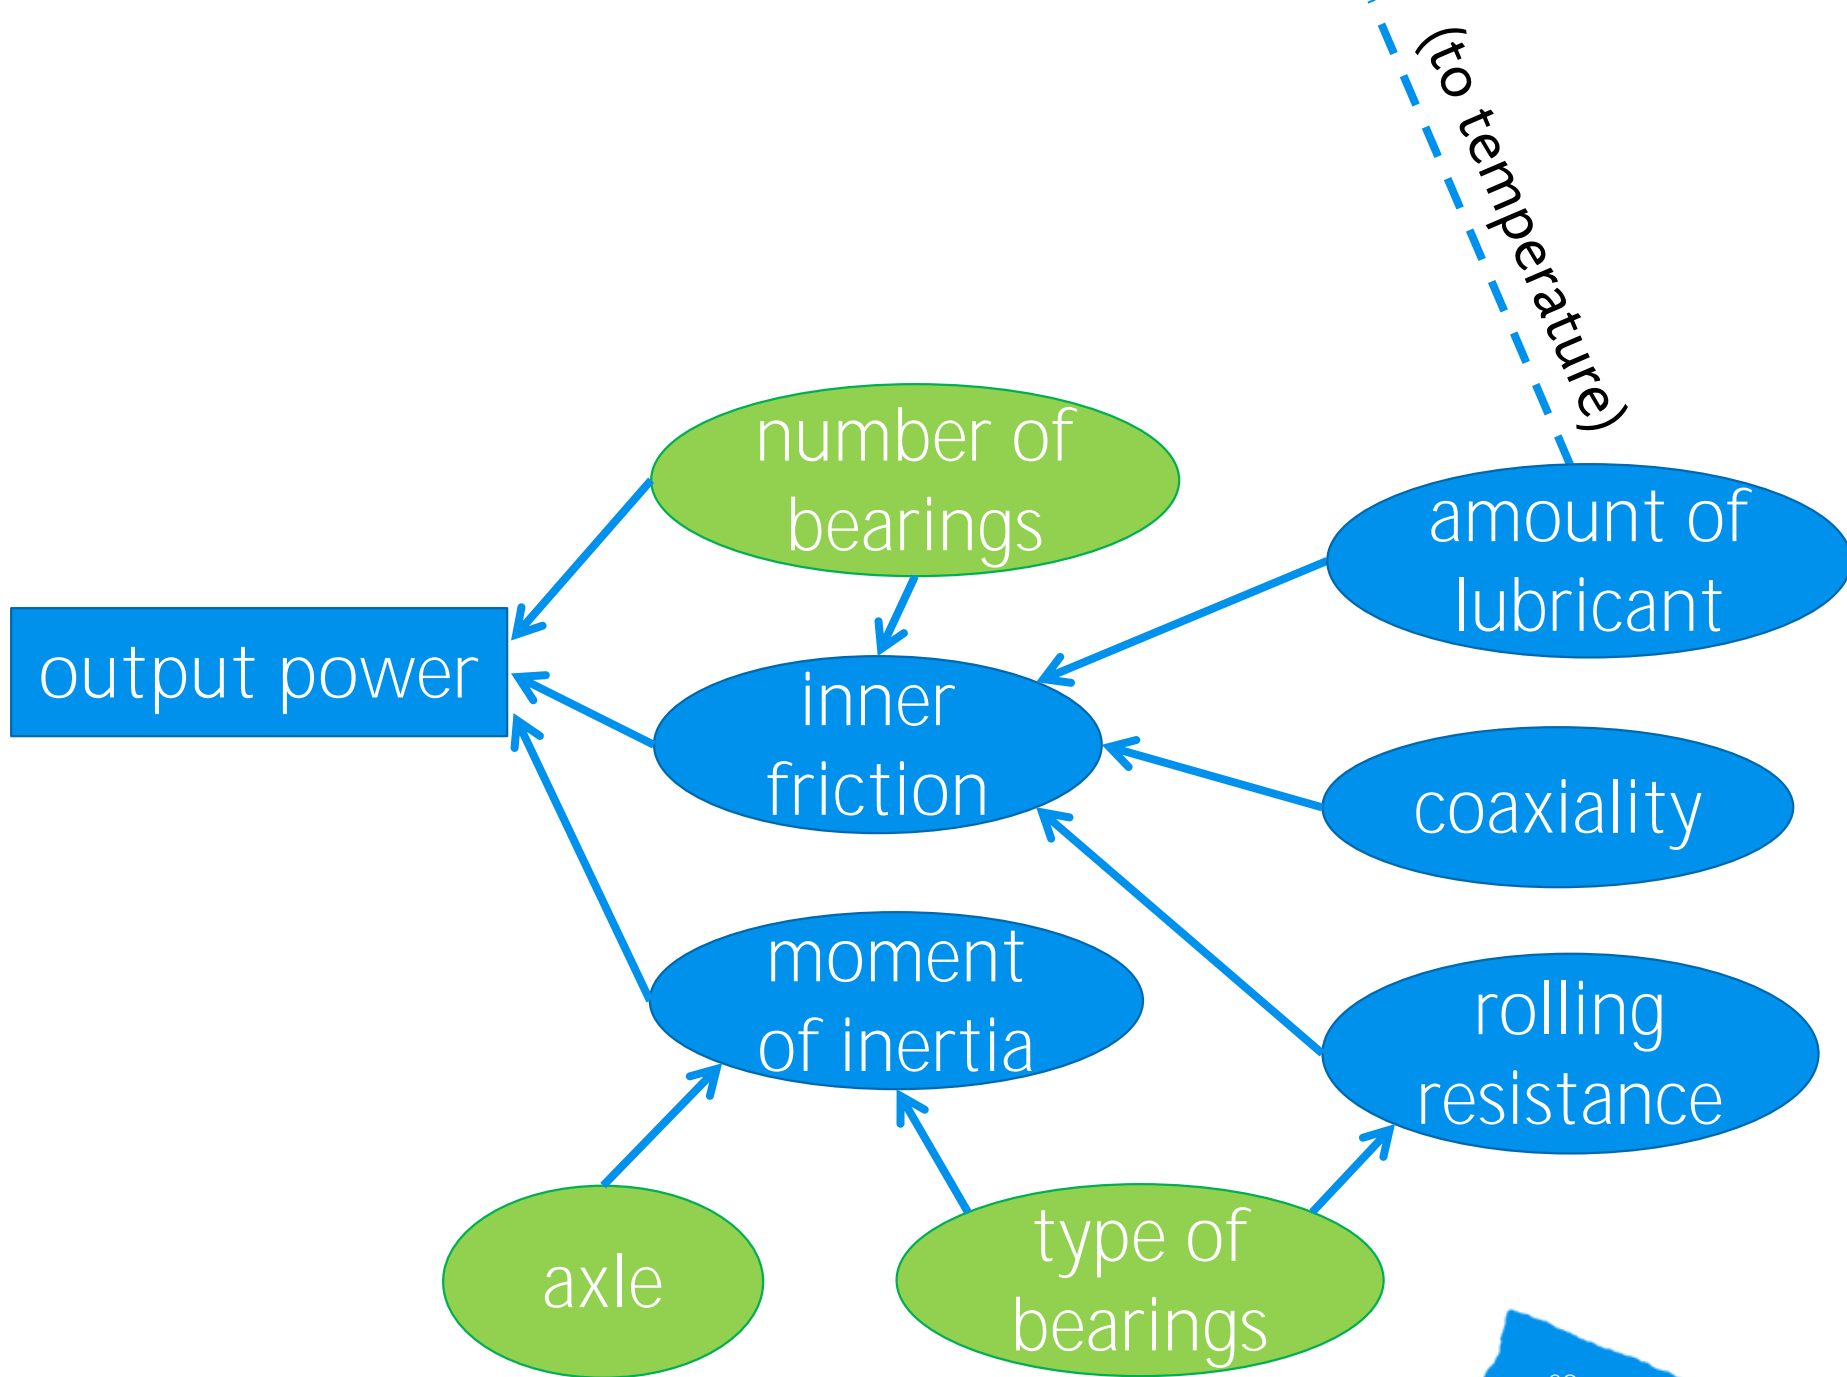 (to temperature)
number of
bearings
amount of
lubricant
output power
inner
friction
coaxiality
moment
of inertia
rolling
resistance
axle
type of
bearings